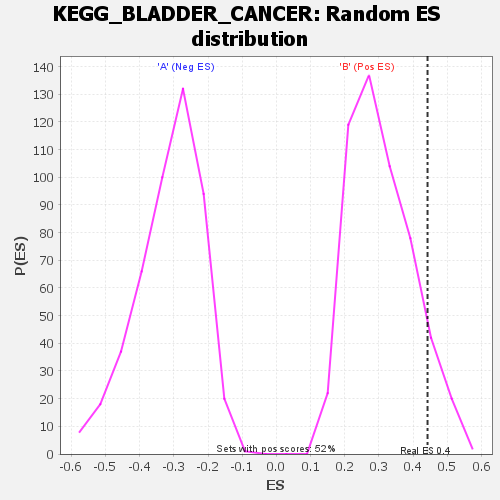 KEGG_BLADDER_CANCER: Random ES
distribution
'A' (Neg ES)
'B' (Pos ES)
140
130
120
110
100
90
80
70
60
50
40
30
20
10
0
P(ES)
Sets with pos scores: 52%
Real ES 0.4
-0.6 -0.5 -0.4 -0.3 -0.2 -0.1 0.0 0.1 0.2 0.3 0.4 0.5 0.6
ES